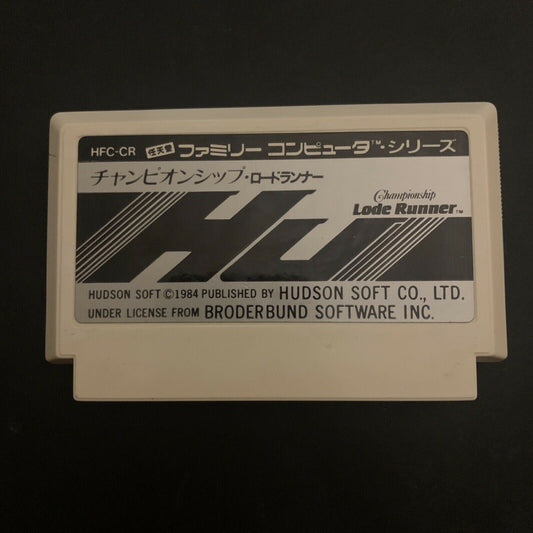 HFC-CR 任天堂 ファミリー コンピュータ™・シリーズ
チャンピオンシップ・ロードランナー
Championship
Lode Runner™
HU
HUDSON SOFT ©1984 PUBLISHED BY HUDSON SOFT CO., LTD.
UNDER LICENSE FROM BRODERBUND SOFTWARE INC.